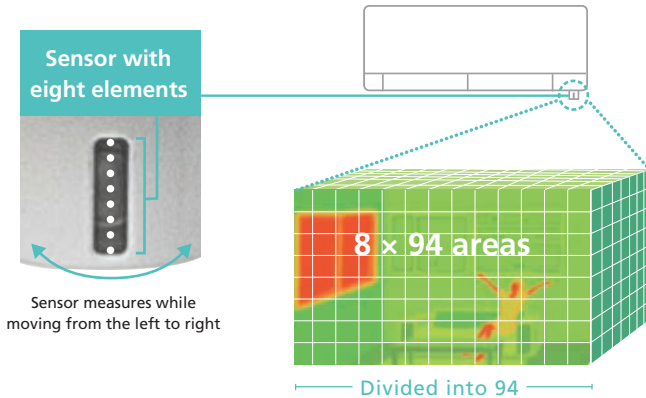 Sensor with
eight elements
8 × 94 areas
Sensor measures while
moving from the left to right
Divided into 94